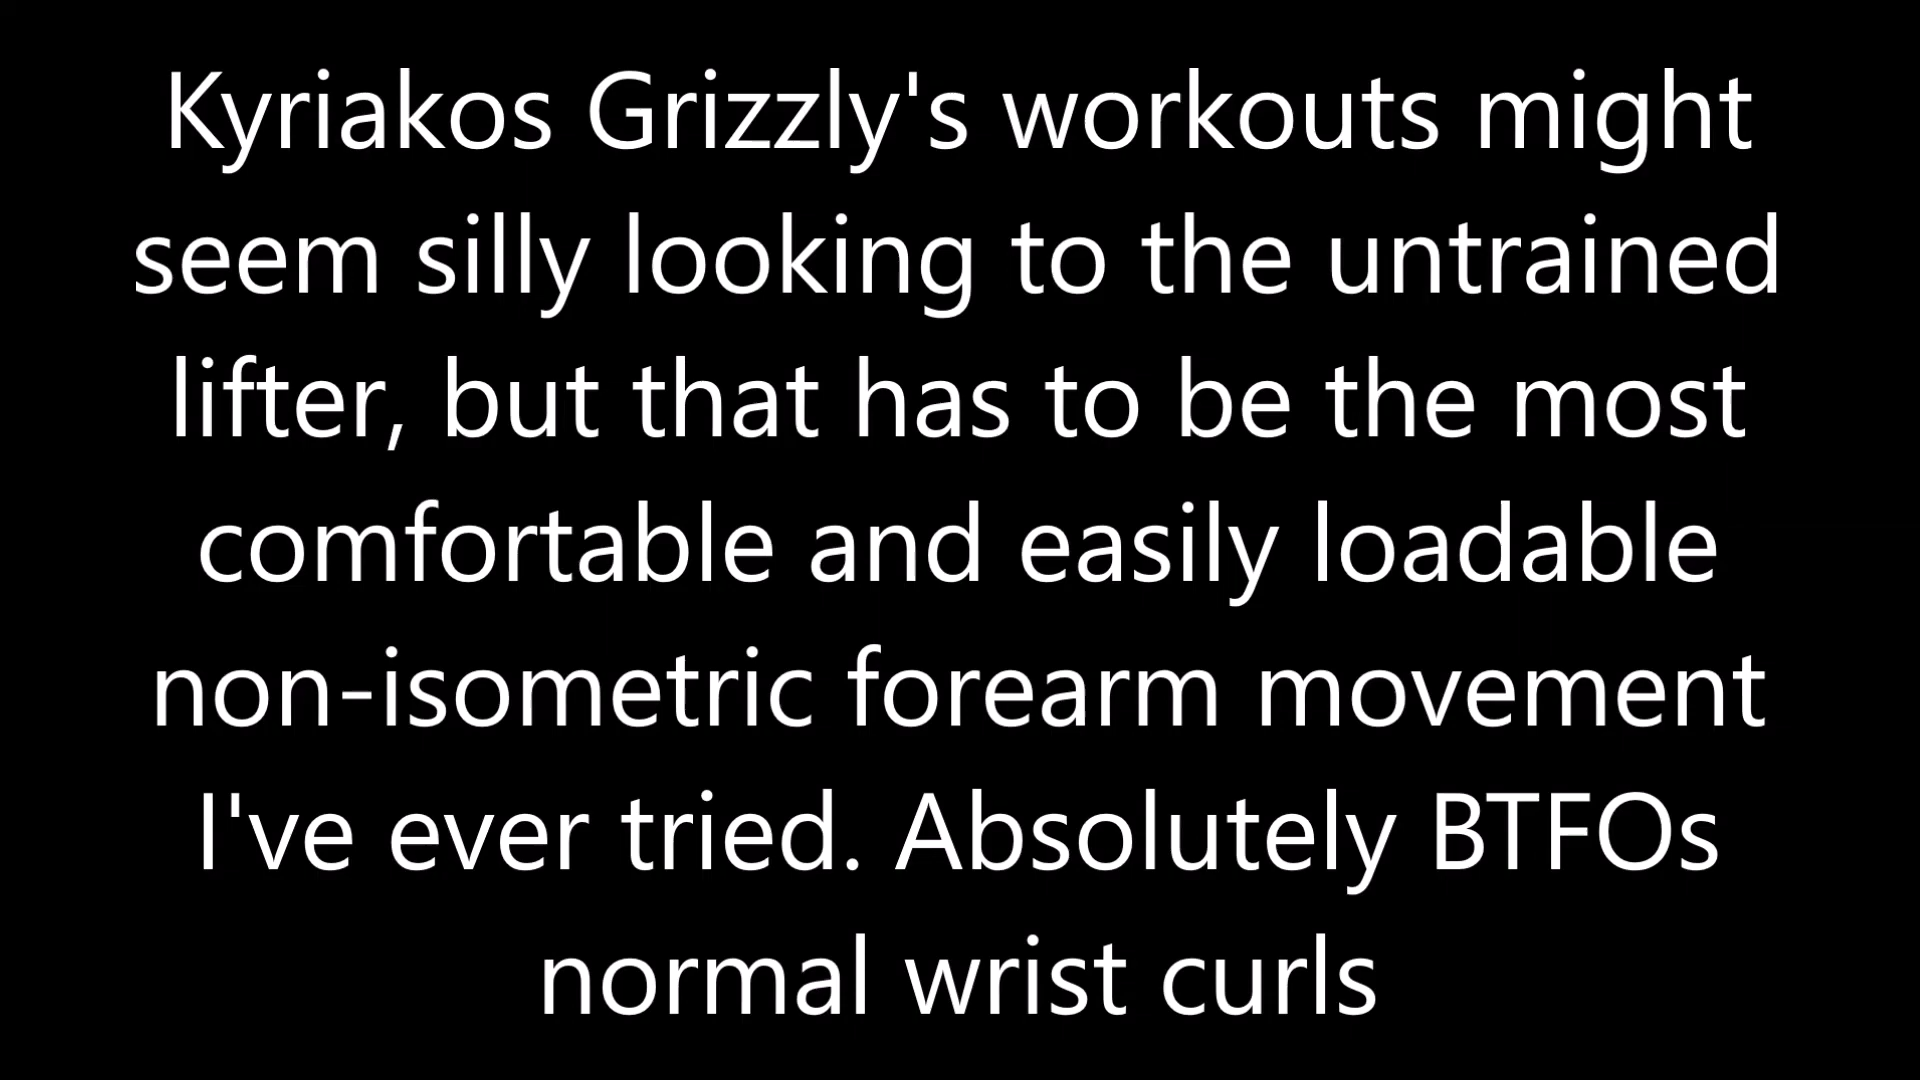 Kyriakos Grizzly's workouts might
seem silly looking to the untrained
lifter, but that has to be the most
comfortable and easily loadable
non-isometric forearm movement
I've ever tried. Absolutely BTFOs
normal wrist curls